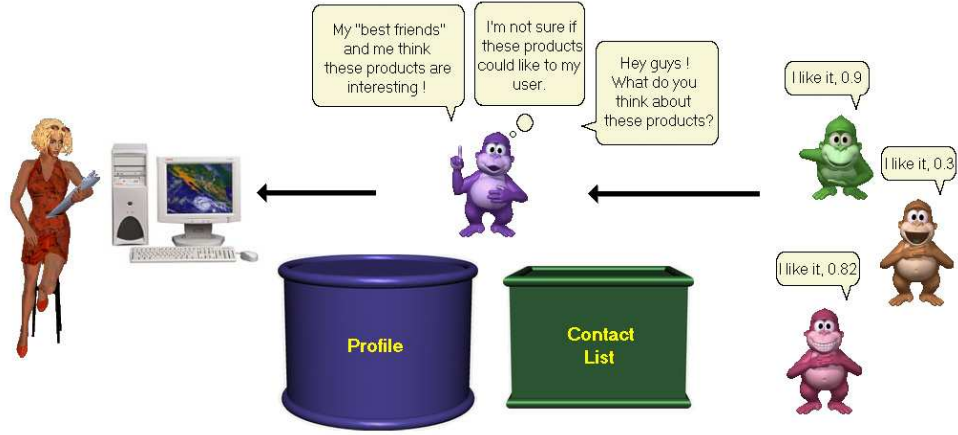 My "best friends"
and me think
these products are
interesting !
I'm not sure if
these products
could like to my
user.
Hey guys !
What do you
think about
these products?
I like it, 0.9
I like it, 0.3
I like it, 0.82
Profile
Contact
List